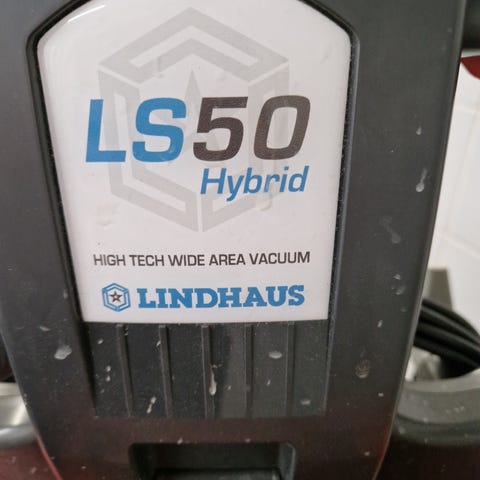 LS50
Hybrid
HIGH TECH WIDE AREA VACUUM
LINDHAUS